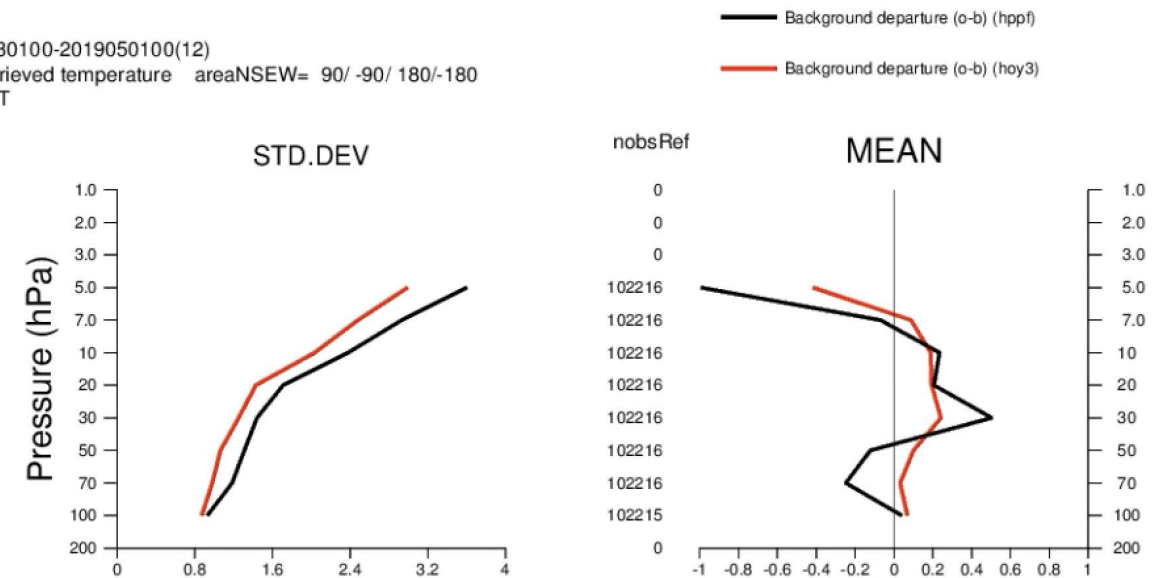 Background departure (o-b) (hppf)
30100-2019050100(12)
Background departure (o-b) (hoy3)
rieved temperature areaNSEW= 90/ -90/ 180/-180
T
nobsRef
STD.DEV
MEAN
Pressure (hPa)
1.0 0 1.0
2.0 0 2.0
3.0 0 3.0
5.0 102216 5.0
7.0 102216 7.0
10 102216 10
20 102216 20
30 102216 30
50 102216 50
70 102216 70
100 102215 100
200 0 200
0 0.8 1.6 2.4 3.2 4 -1 -0.8 -0.6 -0.4 -0.2 0 0.2 0.4 0.6 0.8 1